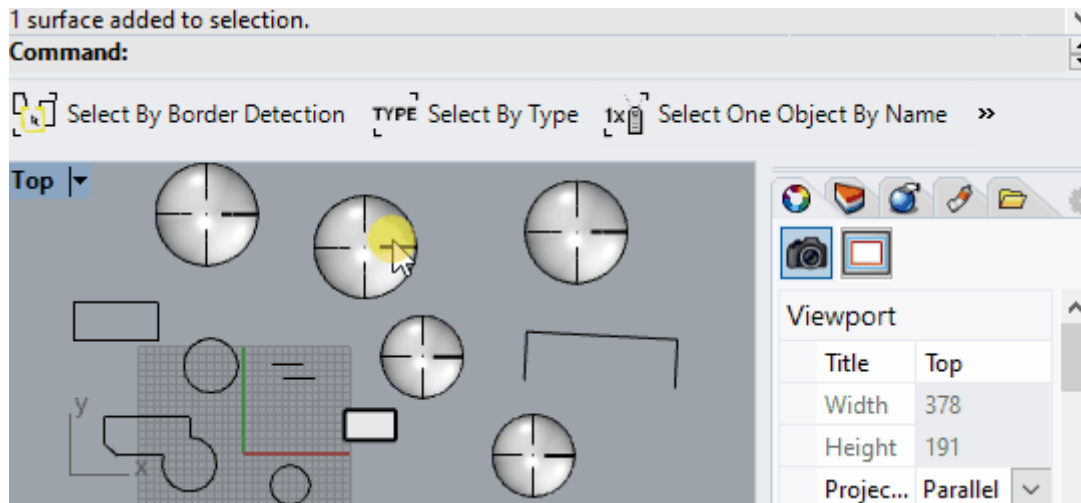 1 surface added to selection.
Command:
Select By Border Detection TYPE Select By Type 1x Select One Object By Name »
Top
Viewport
Title Top
Width 378
Height 191
Projec... Parallel
y
x